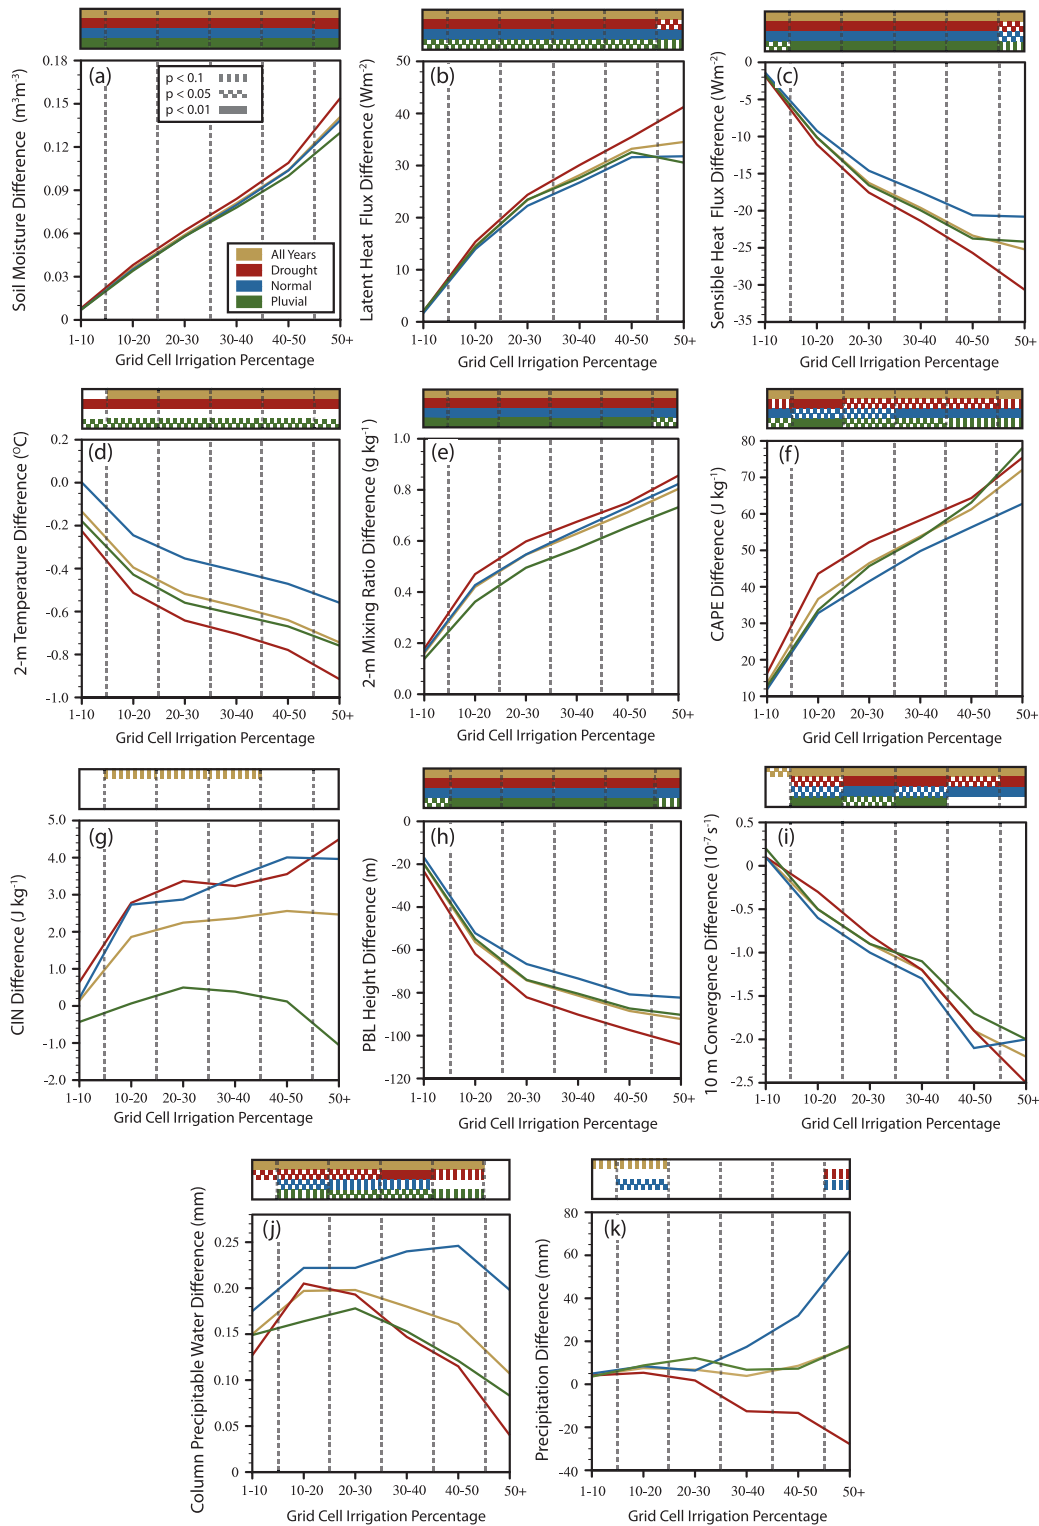 (a)
p < 0.1
p < 0.05
p < 0.01
All Years
Drought
Normal
Pluvial
Soil Moisture Difference (m³m⁻³)
0.18
0.15
0.12
0.09
0.06
0.03
0
1-10 10-20 20-30 30-40 40-50 50+
Grid Cell Irrigation Percentage
(b)
Latent Heat Flux Difference (Wm⁻²)
50
40
30
20
10
0
1-10 10-20 20-30 30-40 40-50 50+
Grid Cell Irrigation Percentage
(c)
Sensible Heat Flux Difference (Wm⁻²)
0
-5
-10
-15
-20
-25
-30
-35
1-10 10-20 20-30 30-40 40-50 50+
Grid Cell Irrigation Percentage
(d)
2-m Temperature Difference (⁰C)
0.2
0.0
-0.2
-0.4
-0.6
-0.8
-1.0
1-10 10-20 20-30 30-40 40-50 50+
Grid Cell Irrigation Percentage
(e)
2-m Mixing Ratio Difference (g kg⁻¹)
1.0
0.8
0.6
0.4
0.2
0.0
1-10 10-20 20-30 30-40 40-50 50+
Grid Cell Irrigation Percentage
(f)
CAPE Difference (J kg⁻¹)
80
70
60
50
40
30
20
10
1-10 10-20 20-30 30-40 40-50 50+
Grid Cell Irrigation Percentage
(g)
CIN Difference (J kg⁻¹)
5.0
4.0
3.0
2.0
1.0
0
-1.0
-2.0
1-10 10-20 20-30 30-40 40-50 50+
Grid Cell Irrigation Percentage
(h)
PBL Height Difference (m)
0
-20
-40
-60
-80
-100
-120
1-10 10-20 20-30 30-40 40-50 50+
Grid Cell Irrigation Percentage
(i)
10 m Convergence Difference (10⁻⁷ s⁻¹)
0.5
0.0
-0.5
-1.0
-1.5
-2.0
-2.5
1-10 10-20 20-30 30-40 40-50 50+
Grid Cell Irrigation Percentage
(j)
Column Precipitable Water Difference (mm)
0.25
0.20
0.15
0.10
0.05
0
1-10 10-20 20-30 30-40 40-50 50+
Grid Cell Irrigation Percentage
(k)
Precipitation Difference (mm)
80
60
40
20
0
-20
-40
1-10 10-20 20-30 30-40 40-50 50+
Grid Cell Irrigation Percentage